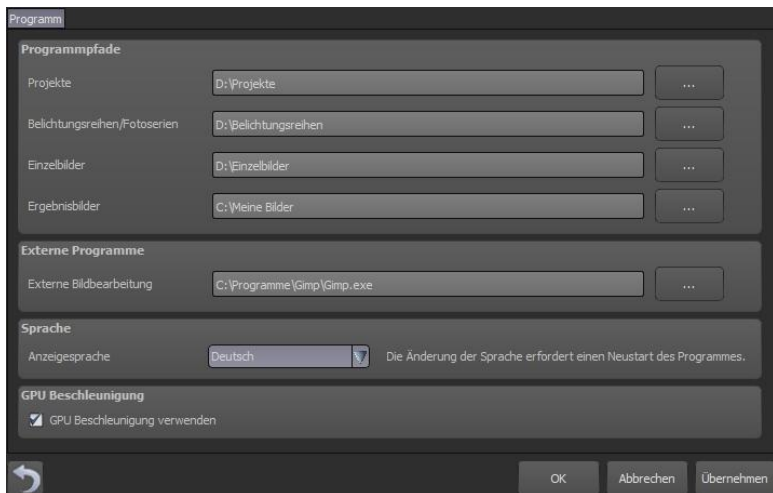 Programm
Programmpfade
Projekte D:\Projekte ...
Belichtungsreihen/Fotoserien D:\Belichtungsreihen ...
Einzelbilder D:\Einzelbilder ...
Ergebnisbilder C:\Meine Bilder ...
Externe Programme
Externe Bildbearbeitung C:\Programme\Gimp\Gimp.exe ...
Sprache
Anzeigesprache Deutsch Die Änderung der Sprache erfordert einen Neustart des Programmes.
GPU Beschleunigung
GPU Beschleunigung verwenden
OK Abbrechen Übernehmen